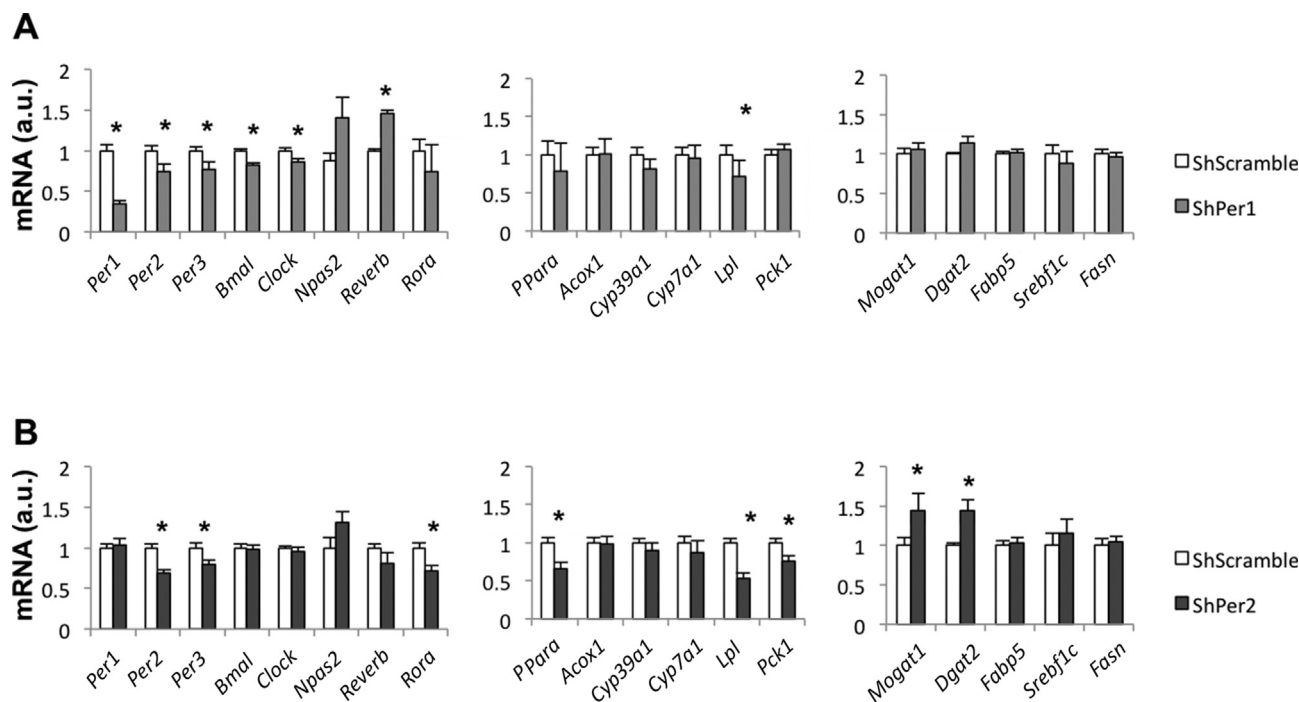 A
mRNA (a.u.)
2
1.5
1
0.5
0
* * * * * *
Per1 Per2 Per3 Bmal Clock Npas2 Reverb Rora
2
1.5
1
0.5
0
*
PPara Acox1 Cyp39a1 Cyp7a1 Lpl Pck1
2
1.5
1
0.5
0
Mogat1 Dgat2 Fabp5 Srebf1c Fasn
ShScramble
ShPer1
B
mRNA (a.u.)
2
1.5
1
0.5
0
* * *
Per1 Per2 Per3 Bmal Clock Npas2 Reverb Rora
2
1.5
1
0.5
0
* * *
PPara Acox1 Cyp39a1 Cyp7a1 Lpl Pck1
2
1.5
1
0.5
0
* *
Mogat1 Dgat2 Fabp5 Srebf1c Fasn
ShScramble
ShPer2